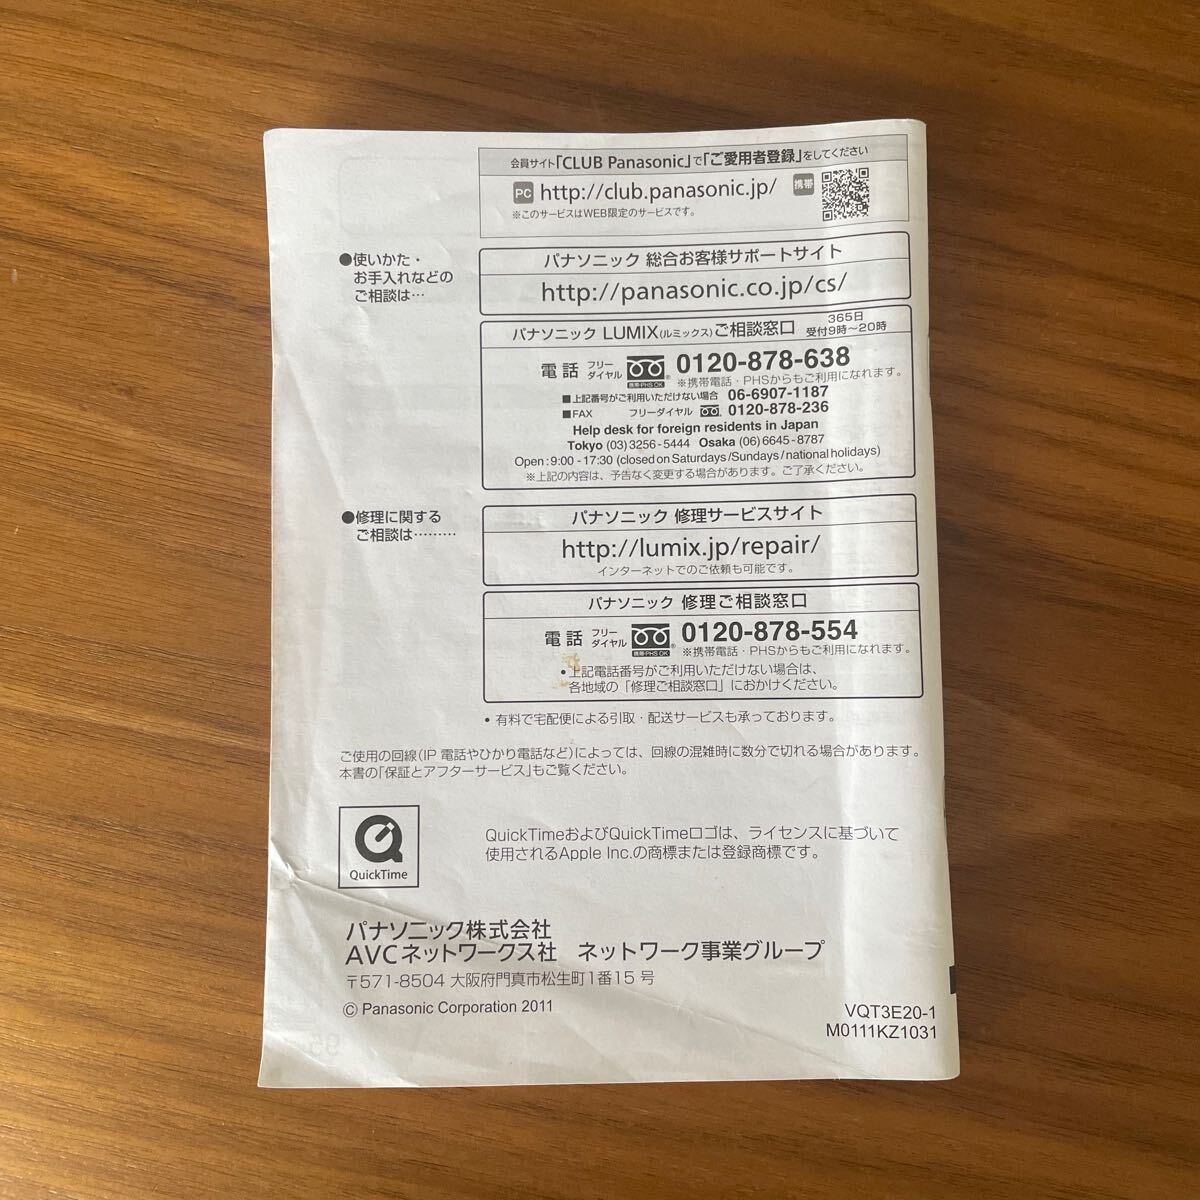 会員サイト「CLUB Panasonic」で「ご愛用者登録」をしてください
PC http://club.panasonic.jp/ 携帯
※このサービスはWEB限定のサービスです。
●使いかた・
お手入れなどの
ご相談は…
パナソニック 総合お客様サポートサイト
http://panasonic.co.jp/cs/
パナソニック LUMIX(ルミックス)ご相談窓口 365日
受付9時～20時
電話 フリーダイヤル 携帯・PHS OK 0120-878-638
※携帯電話・PHSからもご利用になれます。
■上記番号がご利用いただけない場合 06-6907-1187
■FAX フリーダイヤル 0120-878-236
Help desk for foreign residents in Japan
Tokyo (03) 3256-5444 Osaka (06) 6645-8787
Open : 9:00 - 17:30 (closed on Saturdays /Sundays / national holidays)
※上記の内容は、予告なく変更する場合があります。ご了承ください。
●修理に関する
ご相談は………
パナソニック 修理サービスサイト
http://lumix.jp/repair/
インターネットでのご依頼も可能です。
パナソニック 修理ご相談窓口
電話 フリーダイヤル 携帯・PHS OK 0120-878-554
※携帯電話・PHSからもご利用になれます。
•上記電話番号がご利用いただけない場合は、
各地域の「修理ご相談窓口」におかけください。
• 有料で宅配便による引取・配送サービスも承っております。
ご使用の回線(IP 電話やひかり電話など)によっては、回線の混雑時に数分で切れる場合があります。
本書の「保証とアフターサービス」もご覧ください。
QuickTime
QuickTimeおよびQuickTimeロゴは、ライセンスに基づいて
使用されるApple Inc.の商標または登録商標です。
パナソニック株式会社
AVCネットワークス社 ネットワーク事業グループ
〒571-8504 大阪府門真市松生町1番15 号
© Panasonic Corporation 2011
VQT3E20-1
M0111KZ1031